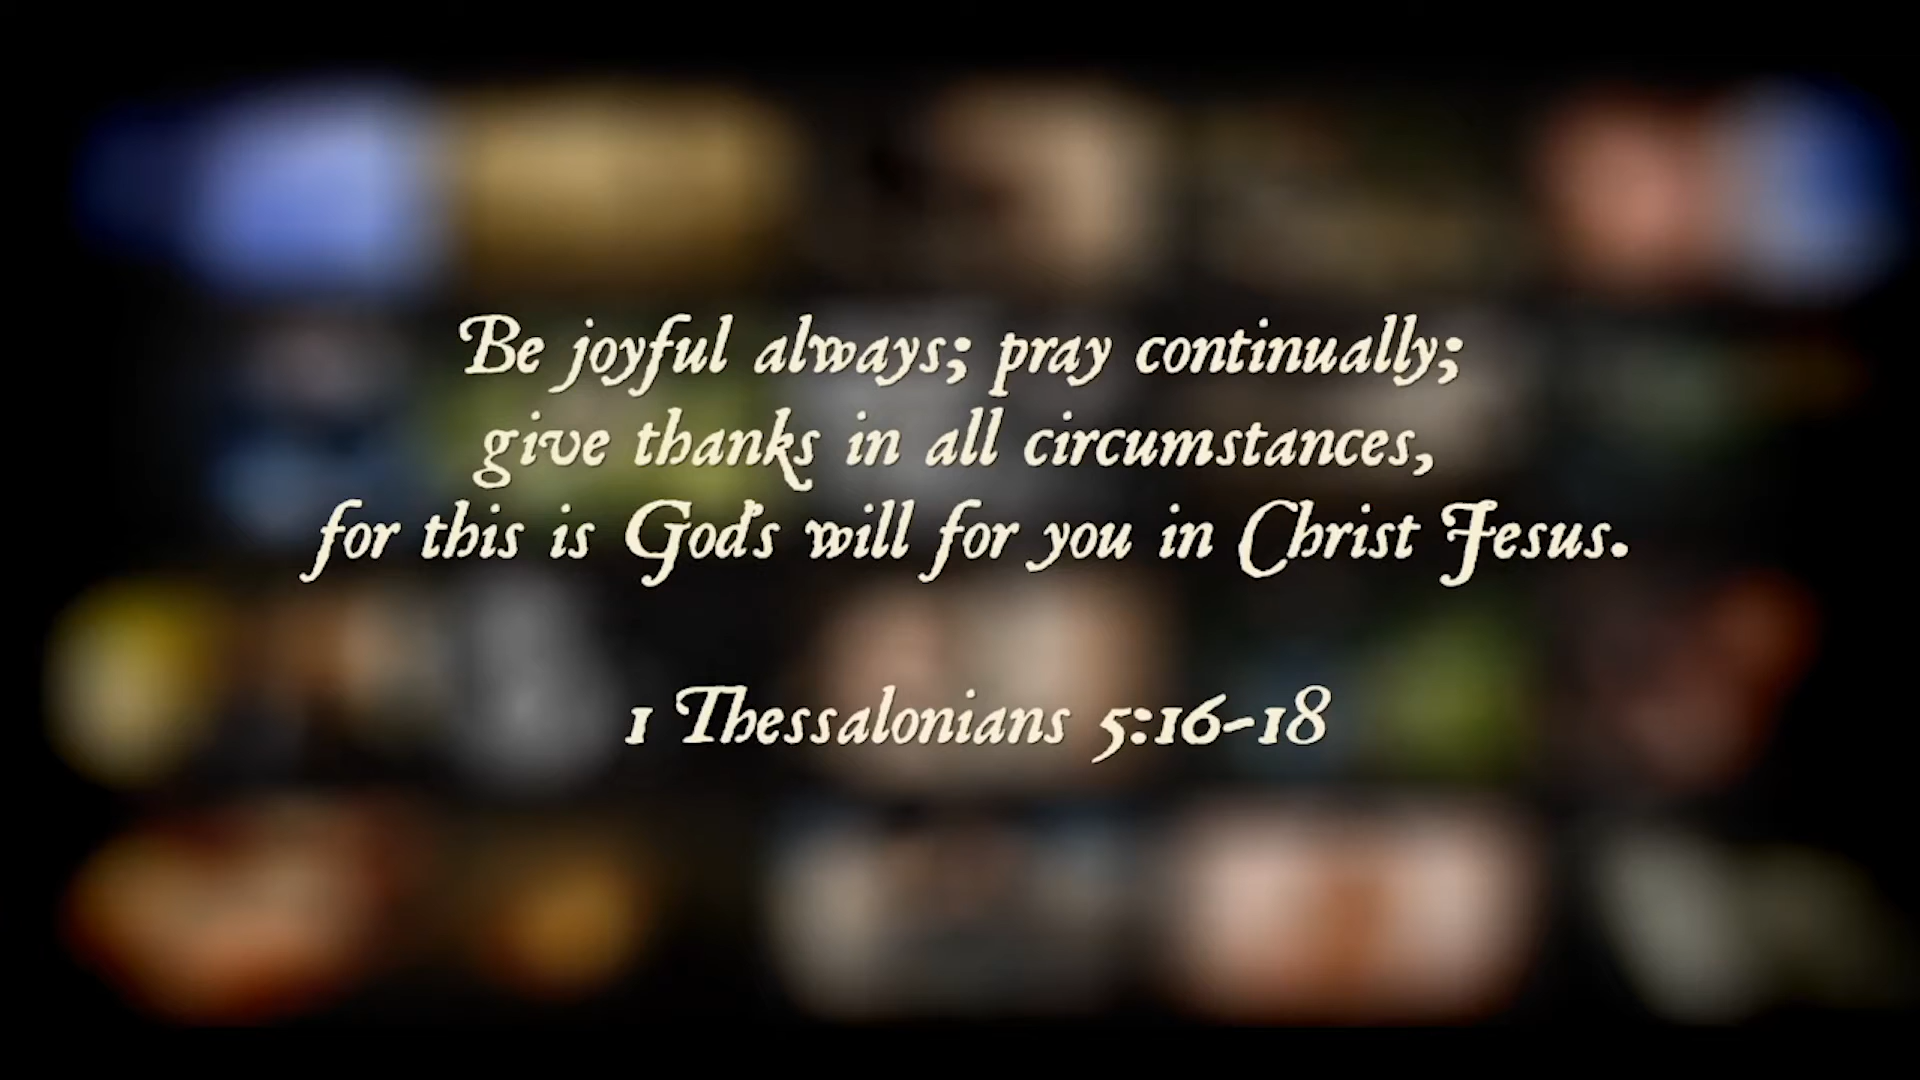 Be joyful always; pray continually;
give thanks in all circumstances,
for this is God's will for you in Christ Jesus.
1 Thessalonians 5:16-18